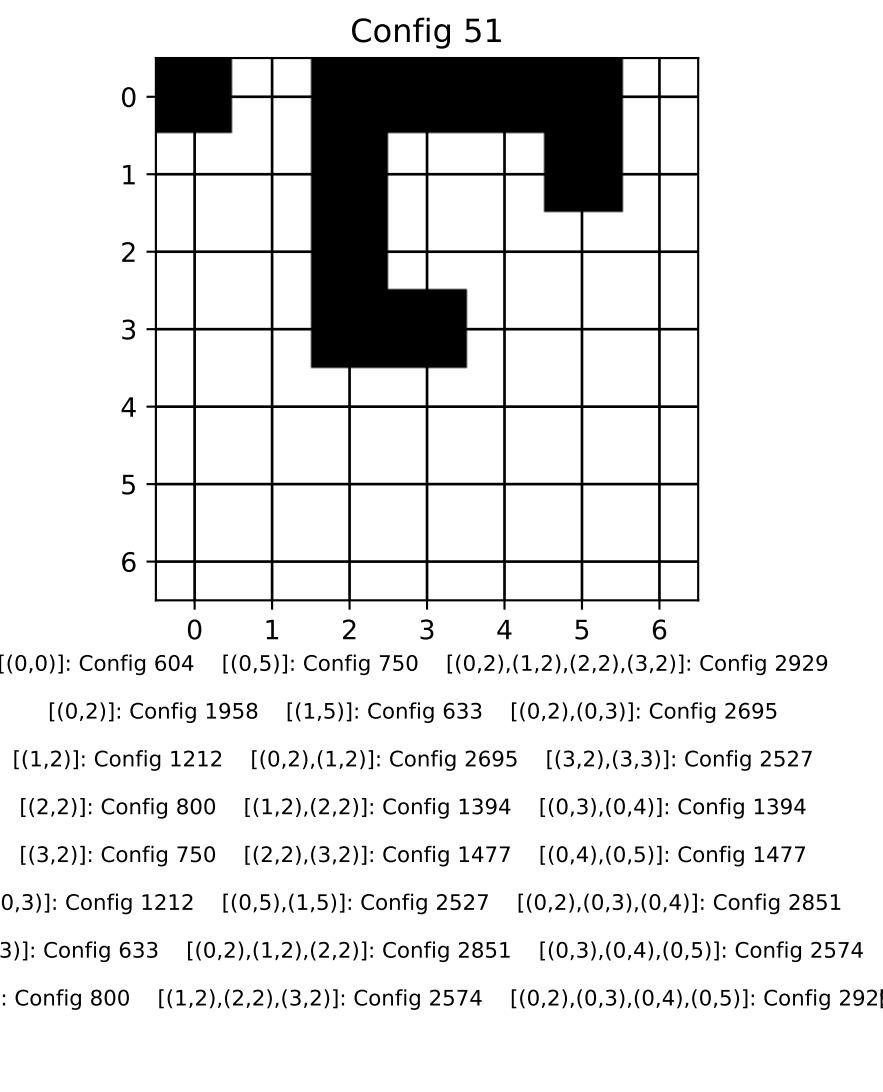 Config 51
0
1
2
3
4
5
6
0 1 2 3 4 5 6
[(0,0)]: Config 604 [(0,5)]: Config 750 [(0,2),(1,2),(2,2),(3,2)]: Config 2929
[(0,2)]: Config 1958 [(1,5)]: Config 633 [(0,2),(0,3)]: Config 2695
[(1,2)]: Config 1212 [(0,2),(1,2)]: Config 2695 [(3,2),(3,3)]: Config 2527
[(2,2)]: Config 800 [(1,2),(2,2)]: Config 1394 [(0,3),(0,4)]: Config 1394
[(3,2)]: Config 750 [(2,2),(3,2)]: Config 1477 [(0,4),(0,5)]: Config 1477
0,3)]: Config 1212 [(0,5),(1,5)]: Config 2527 [(0,2),(0,3),(0,4)]: Config 2851
3)]: Config 633 [(0,2),(1,2),(2,2)]: Config 2851 [(0,3),(0,4),(0,5)]: Config 2574
: Config 800 [(1,2),(2,2),(3,2)]: Config 2574 [(0,2),(0,3),(0,4),(0,5)]: Config 292